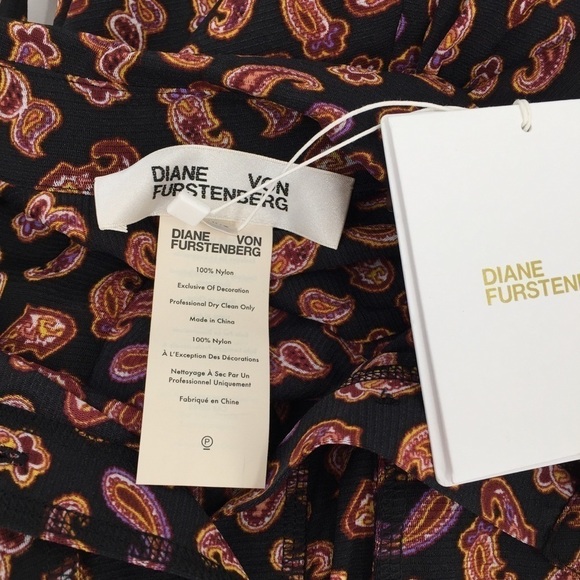 DIANE VON
FURSTENBERG
DIANE VON
FURSTENBERG
100% Nylon
Exclusive Of Decoration
Professional Dry Clean Only
Made in China
100% Nylon
À L'Exception Des Décorations
Nettoyage À Sec Par Un
Professionnel Uniquement
Fabriqué en Chine
P
DIANE
FURSTENB